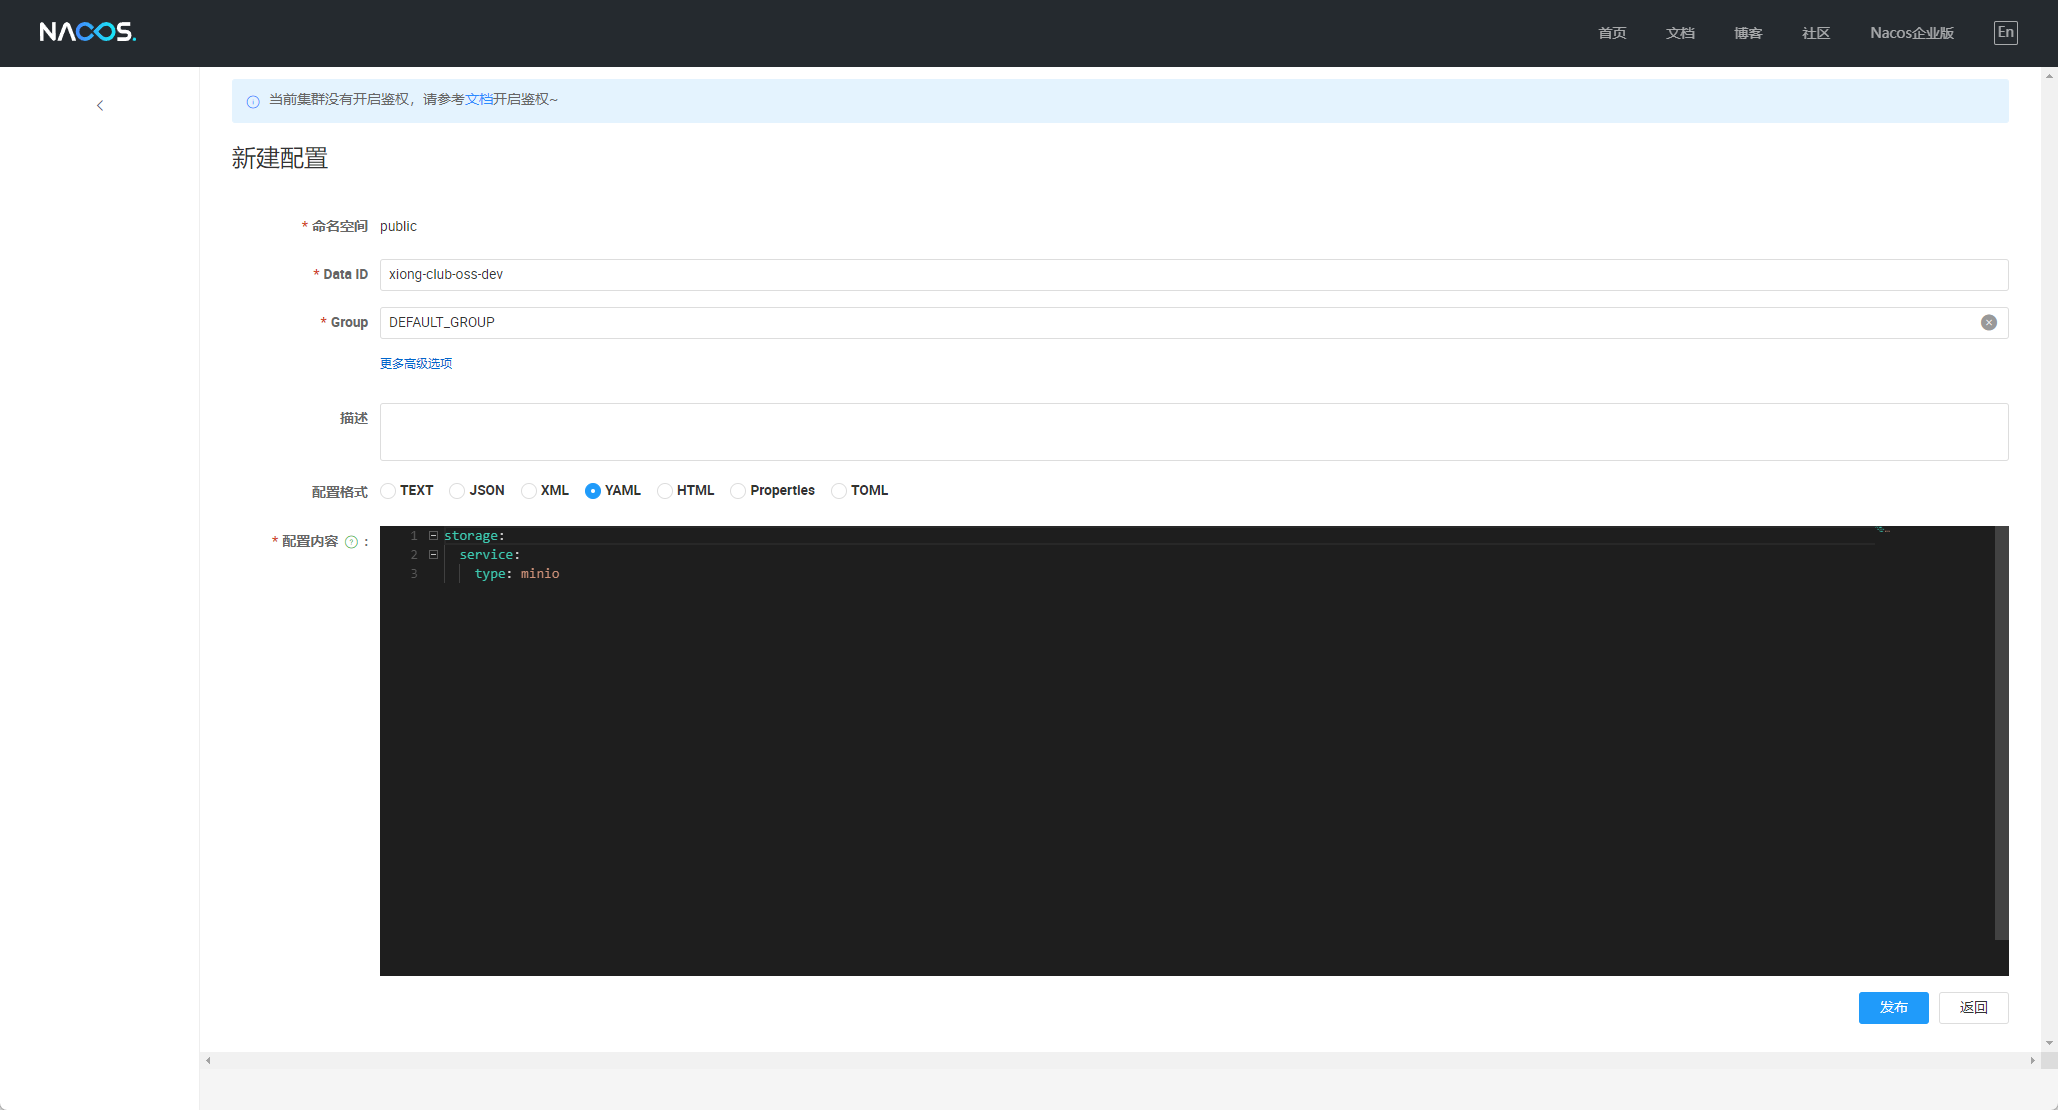 NACOS.
首页 文档 博客 社区 Nacos企业版 En
当前集群没有开启鉴权，请参考文档开启鉴权~
新建配置
* 命名空间 public
* Data ID xiong-club-oss-dev
* Group DEFAULT_GROUP
更多高级选项
描述
配置格式 TEXT JSON XML YAML HTML Properties TOML
* 配置内容 ? :
1 storage:
2 service:
3 type: minio
发布 返回